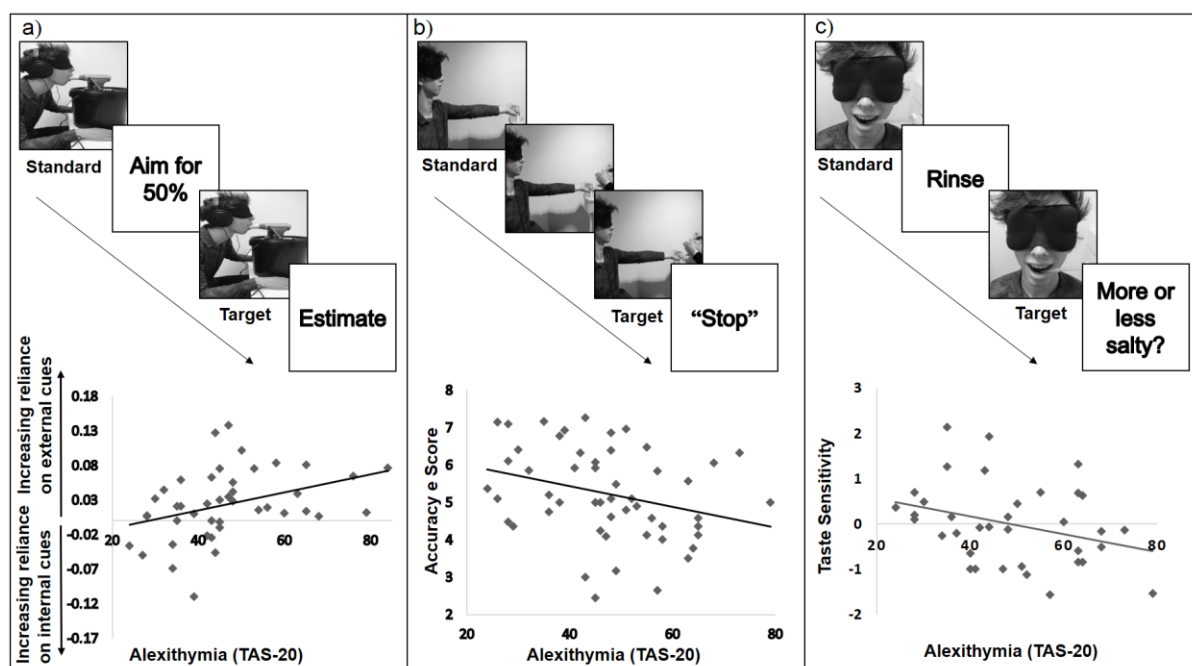 a)
Standard
Aim for
50%
Target
Estimate
Increasing reliance
on external cues
Increasing reliance
on internal cues
0.18
0.13
0.08
0.03
-0.02
-0.07
-0.12
-0.17
20
40
60
80
Alexithymia (TAS-20)
b)
Standard
Target
“Stop”
Accuracy e Score
8
7
6
5
4
3
2
20
40
60
80
Alexithymia (TAS-20)
c)
Standard
Rinse
Target
More or
less
salty?
Taste Sensitivity
3
2
1
0
-1
-2
20
30
40
50
60
70
80
Alexithymia (TAS-20)